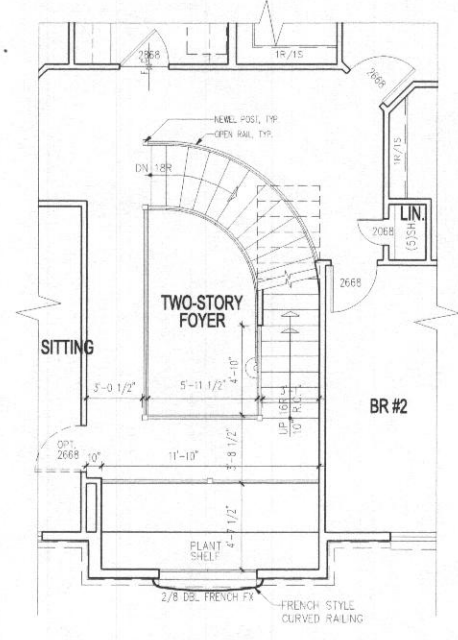 2668
1R/1S
2668
NEWEL POST, TYP
OPEN RAIL, TYP.
1R/1S
DN 18R
LIN.
(5)SH
2068
2668
TWO-STORY
FOYER
SITTING
4'-10"
3'-0 1/2"
5'-11 1/2"
BR #2
UP 16R
OPT.
2668
10"
11'-10"
3'-8 1/2"
4'-7 1/2"
PLANT
SHELF
2/8 DBL FRENCH FX
FRENCH STYLE
CURVED RAILING